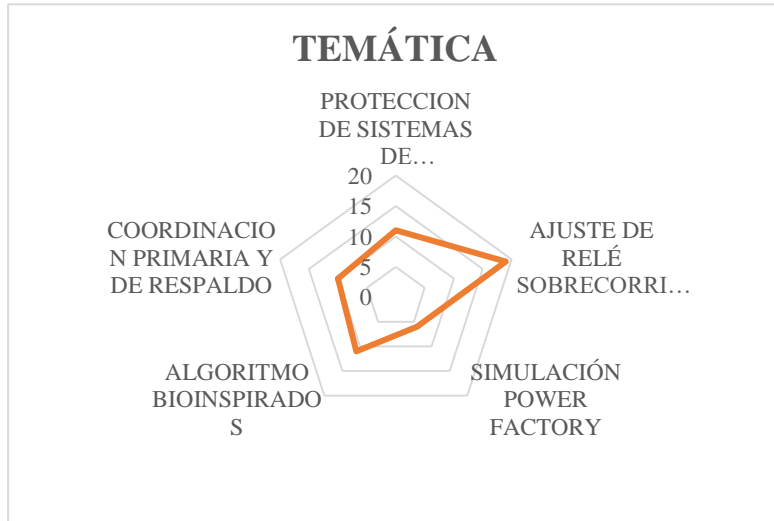 TEMÁTICA
PROTECCION
DE SISTEMAS
DE…
20
15
10
5
0
AJUSTE DE
RELÉ
SOBRECORRI…
SIMULACIÓN
POWER
FACTORY
ALGORITMO
BIOINSPIRADO
S
COORDINACIO
N PRIMARIA Y
DE RESPALDO